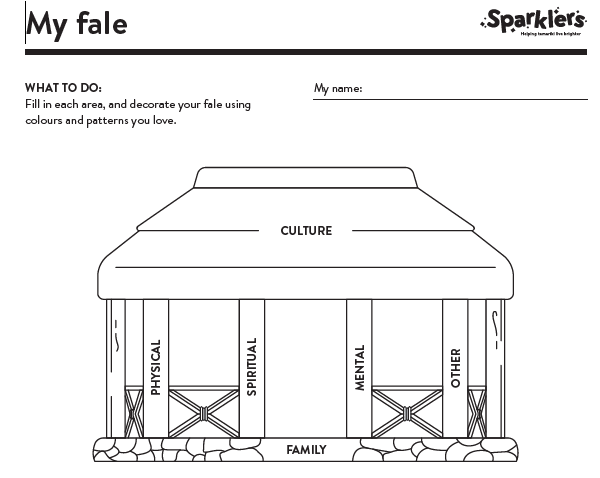 My fale
Sparklers
Helping tamariki live brighter
WHAT TO DO:
Fill in each area, and decorate your fale using
colours and patterns you love.
My name:
CULTURE
PHYSICAL
SPIRITUAL
MENTAL
OTHER
FAMILY